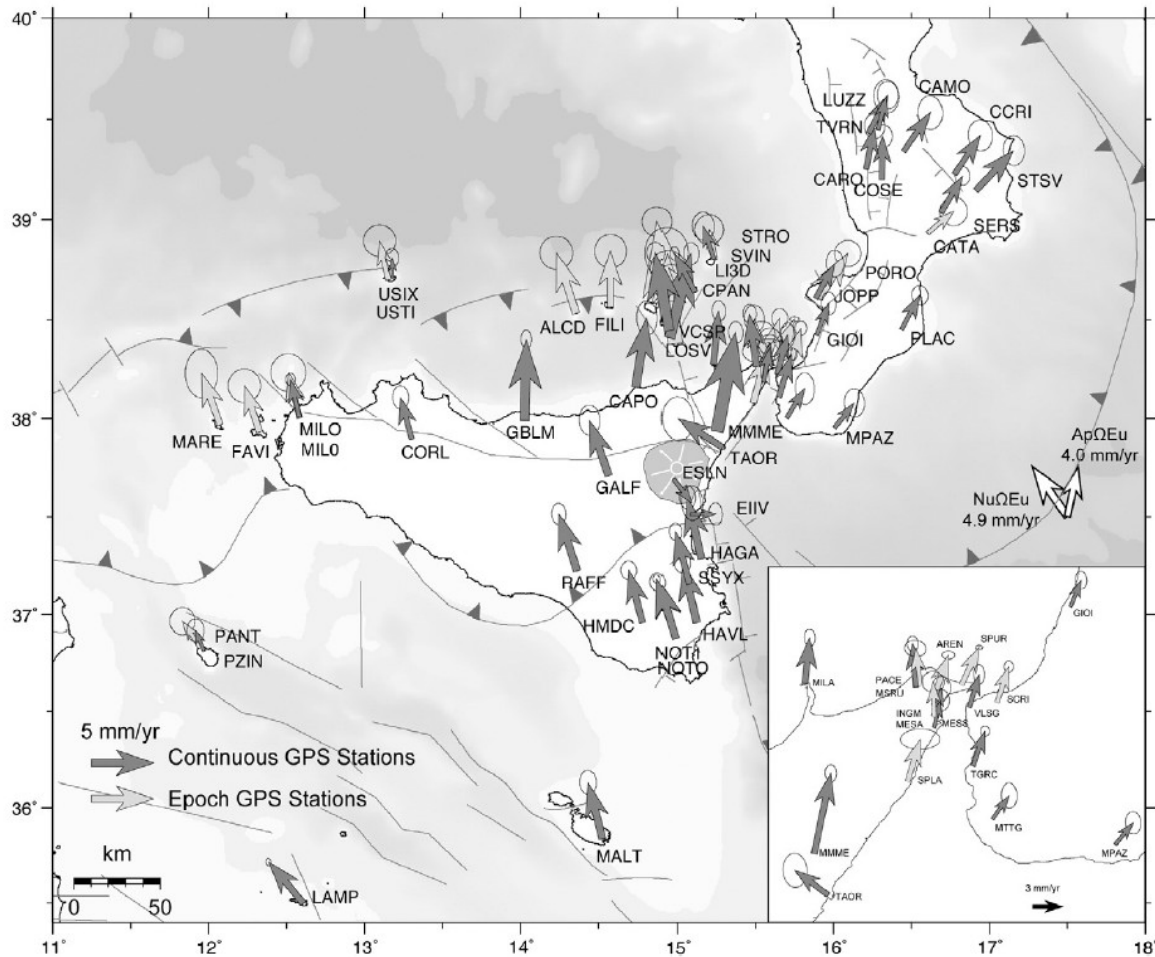 40˚
39˚
38˚
37˚
36˚
11˚
12˚
13˚
14˚
15˚
16˚
17˚
18˚
LUZZ
CAMO
TVRN
CCRI
CARO
COSE
STSV
SERS
CATA
STRO
SVIN
LI3D
CPAN
PORO
JOPP
USIX
USTI
ALCD
FILI
VCSP
LOSV
GIOI
PLAC
MARE
FAVI
MILO
MIL0
CORL
GBLM
CAPO
MMME
TAOR
MPAZ
GALF
ESLN
EIIV
HAGA
RAFF
SSYX
HMDC
HAVL
NOT1
NOTO
PANT
PZIN
MALT
LAMP
ApΩEu
4.0 mm/yr
NuΩEu
4.9 mm/yr
5 mm/yr
Continuous GPS Stations
Epoch GPS Stations
km
0 50
GIOI
AREN
SPUR
MILA
PACE
MSRU
SCRI
INGM
MESA
MESS
VLSG
SPLA
TGRC
MTTG
MMME
MPAZ
TAOR
3 mm/yr